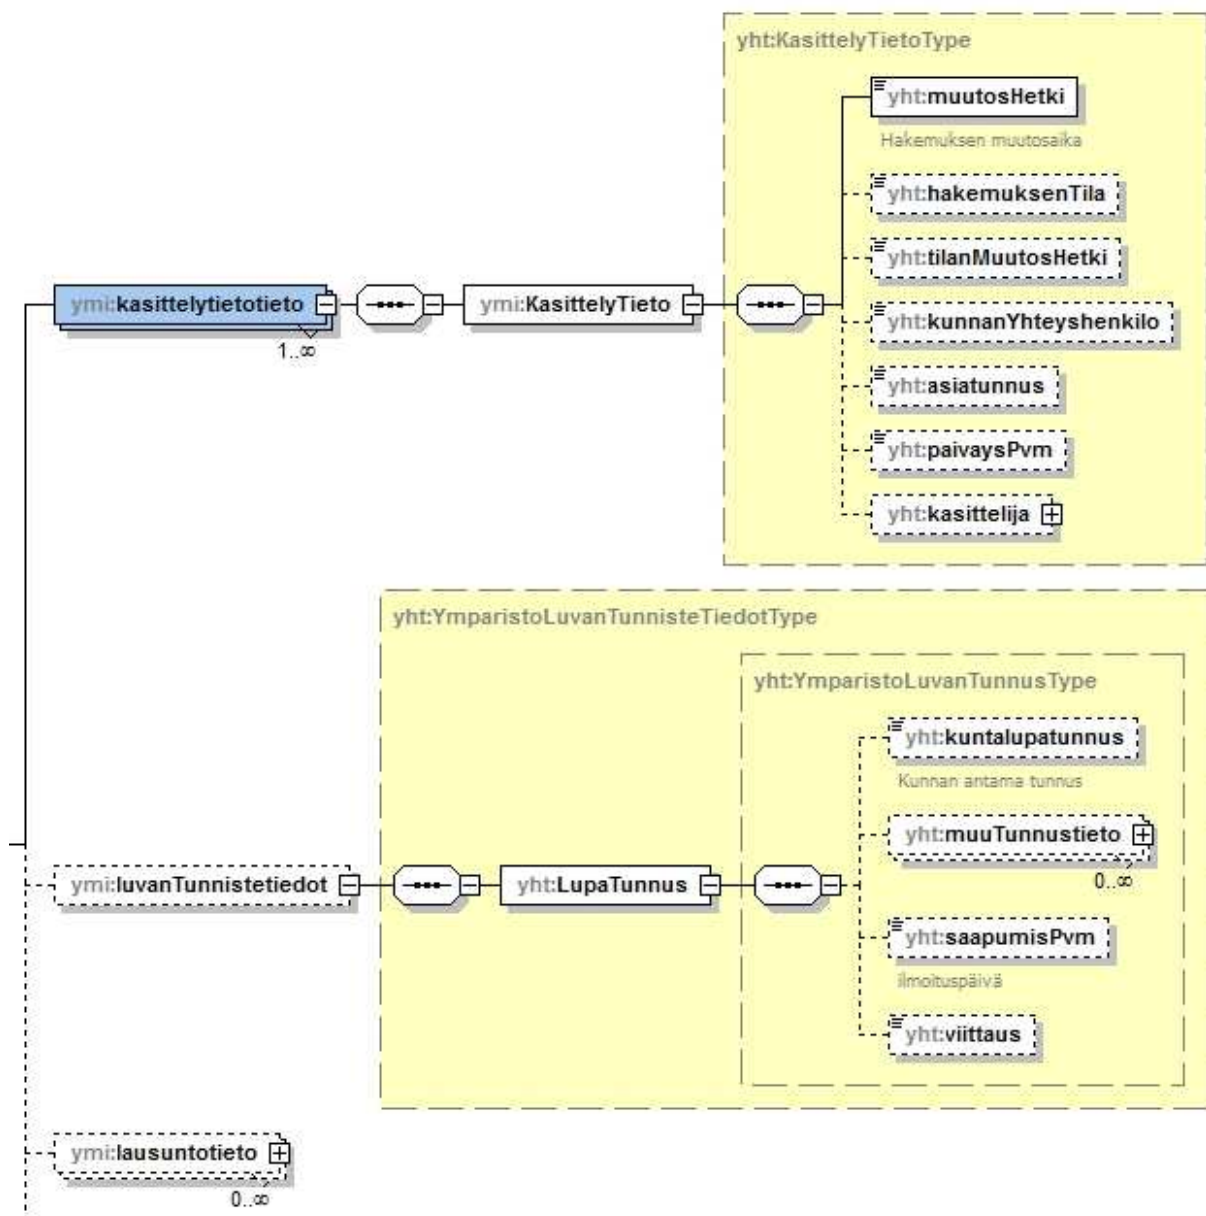 yht:KasittelyTietoType
yht:muutosHetki
Hakemuksen muutosaika
yht:hakemuksenTila
yht:tilanMuutosHetki
ymi:kasittelytietotieto
1..∞
ymi:KasittelyTieto
yht:kunnanYhteyshenkilo
yht:asiatunnus
yht:paivaysPvm
yht:kasittelija
yht:YmparistoLuvanTunnisteTiedotType
yht:YmparistoLuvanTunnusType
yht:kuntalupatunnus
Kunnan antama tunnus
yht:muuTunnustieto
0..∞
ymi:luvanTunnistetiedot
yht:LupaTunnus
yht:saapumisPvm
ilmoituspäivä
yht:viittaus
ymi:lausuntotieto
0..∞